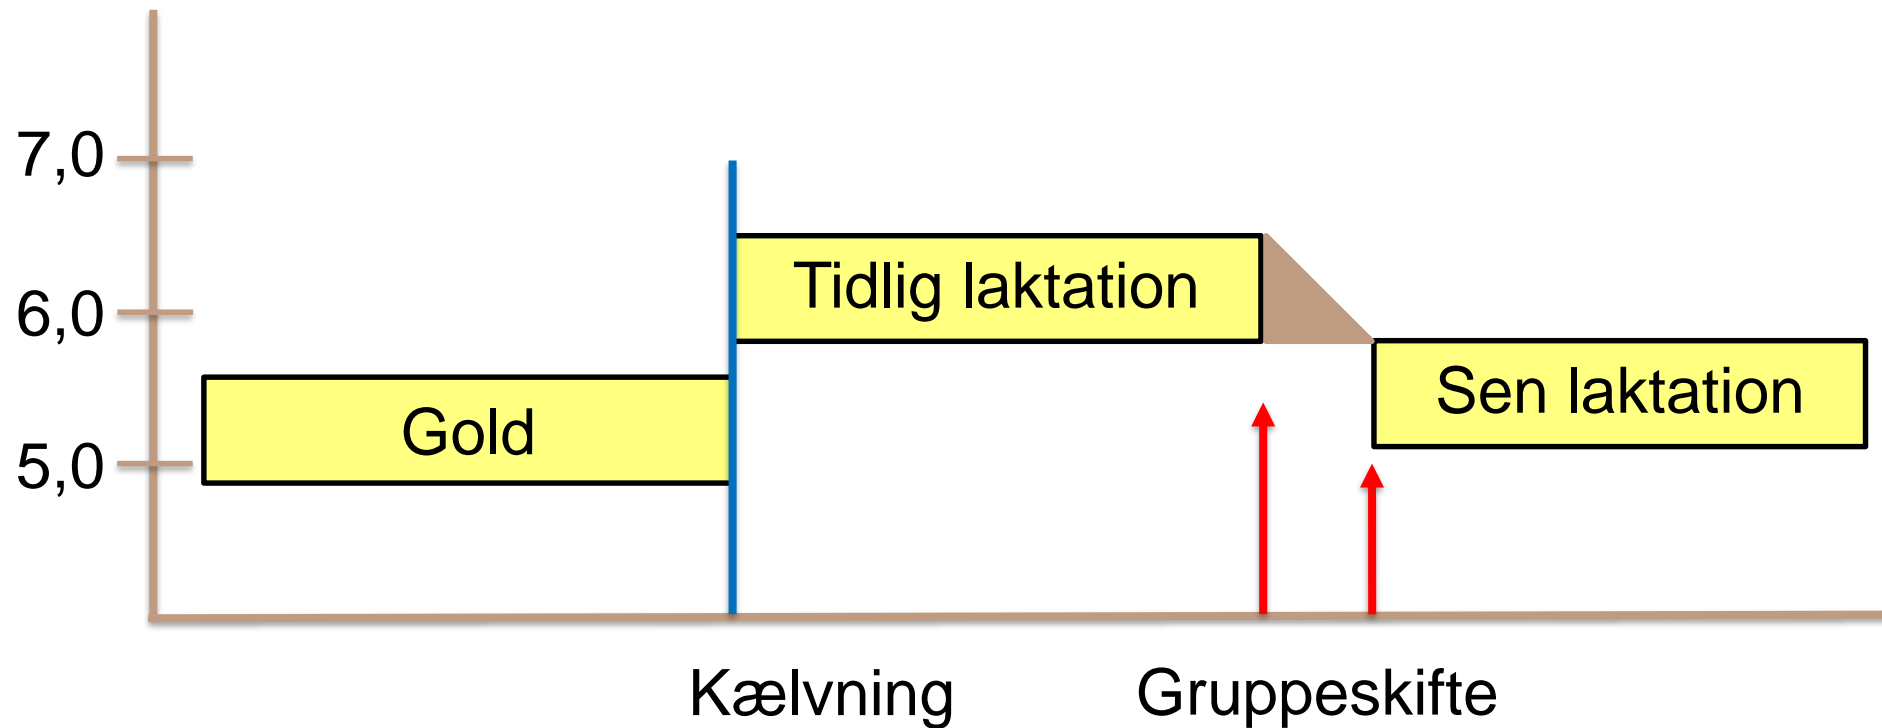 7,0
Tidlig laktation
6,0
Sen laktation
Gold
5,0
Kælvning
Gruppeskifte